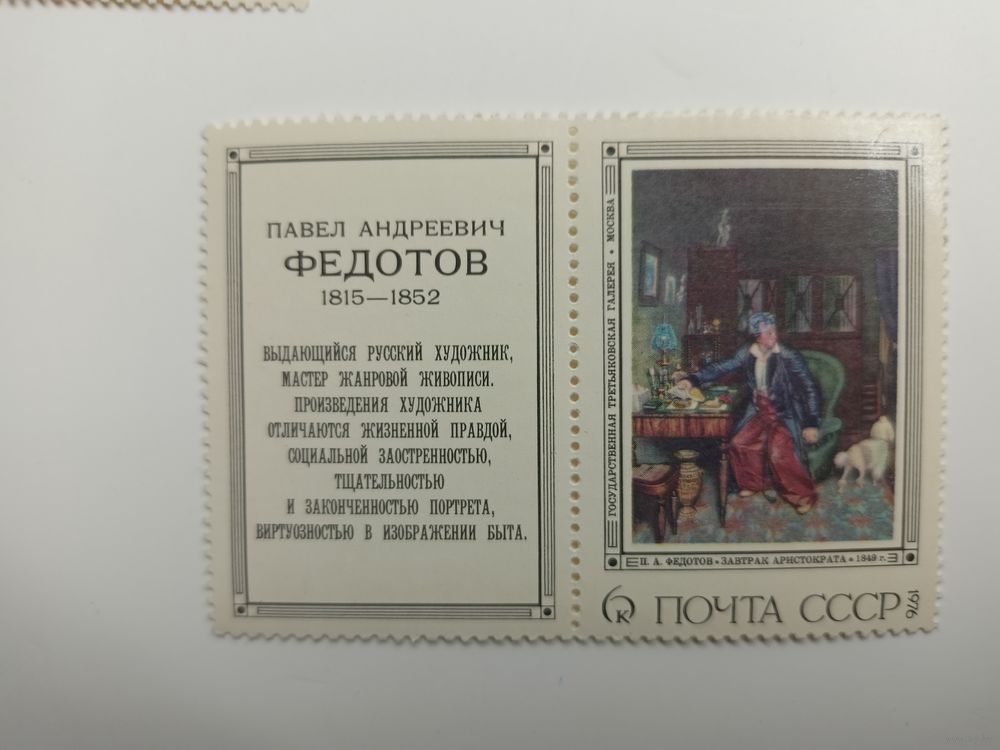 ПАВЕЛ АНДРЕЕВИЧ
ФЕДОТОВ
1815—1852
ВЫДАЮЩИЙСЯ РУССКИЙ ХУДОЖНИК,
МАСТЕР ЖАНРОВОЙ ЖИВОПИСИ.
ПРОИЗВЕДЕНИЯ ХУДОЖНИКА
ОТЛИЧАЮТСЯ ЖИЗНЕННОЙ ПРАВДОЙ,
СОЦИАЛЬНОЙ ЗАОСТРЕННОСТЬЮ,
ТЩАТЕЛЬНОСТЬЮ
И ЗАКОНЧЕННОСТЬЮ ПОРТРЕТА,
ВИРТУОЗНОСТЬЮ В ИЗОБРАЖЕНИИ БЫТА.
ГОСУДАРСТВЕННАЯ ТРЕТЬЯКОВСКАЯ ГАЛЕРЕЯ • МОСКВА
П. А. ФЕДОТОВ • ЗАВТРАК АРИСТОКРАТА • 1849 г.
6 К ПОЧТА СССР 1976